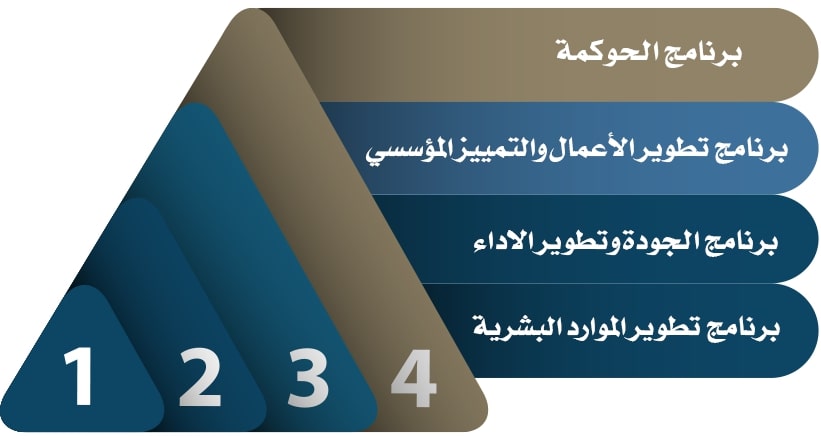 برنامج الحوكمة
برنامج تطوير الأعمال والتمييز المؤسسي
برنامج الجودة وتطوير الاداء
برنامج تطوير الموارد البشرية
1 2 3 4